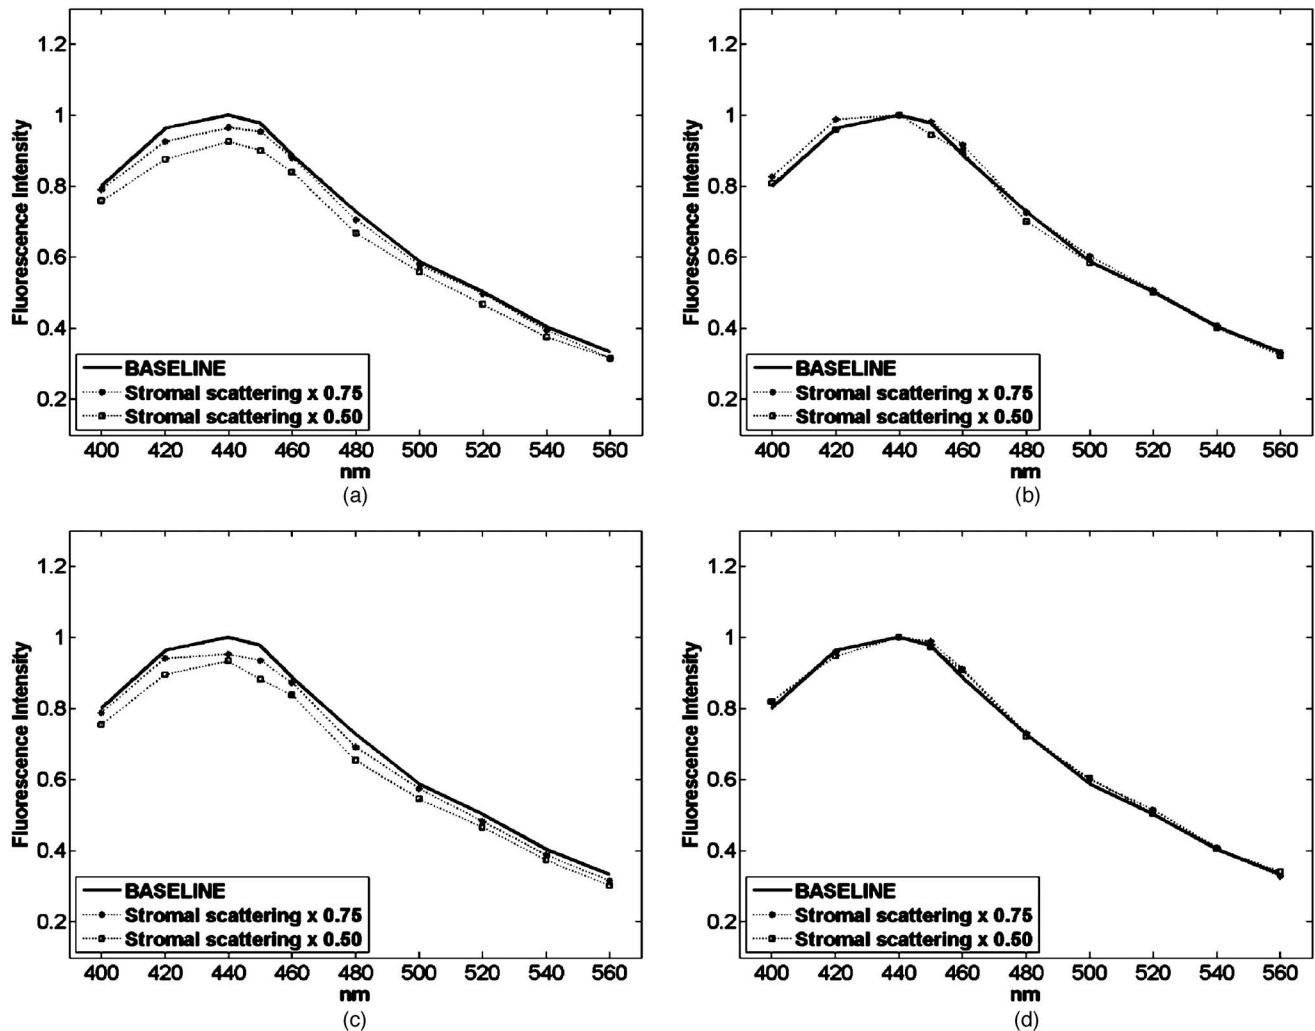 1.2
1
0.8
0.6
0.4
0.2
Fluorescence Intensity
BASELINE
Stromal scattering x 0.75
Stromal scattering x 0.50
400 420 440 460 480 500 520 540 560
nm
(a)
1.2
1
0.8
0.6
0.4
0.2
Fluorescence Intensity
BASELINE
Stromal scattering x 0.75
Stromal scattering x 0.50
400 420 440 460 480 500 520 540 560
nm
(b)
1.2
1
0.8
0.6
0.4
0.2
Fluorescence Intensity
BASELINE
Stromal scattering x 0.75
Stromal scattering x 0.50
400 420 440 460 480 500 520 540 560
nm
(c)
1.2
1
0.8
0.6
0.4
0.2
Fluorescence Intensity
BASELINE
Stromal scattering x 0.75
Stromal scattering x 0.50
400 420 440 460 480 500 520 540 560
nm
(d)